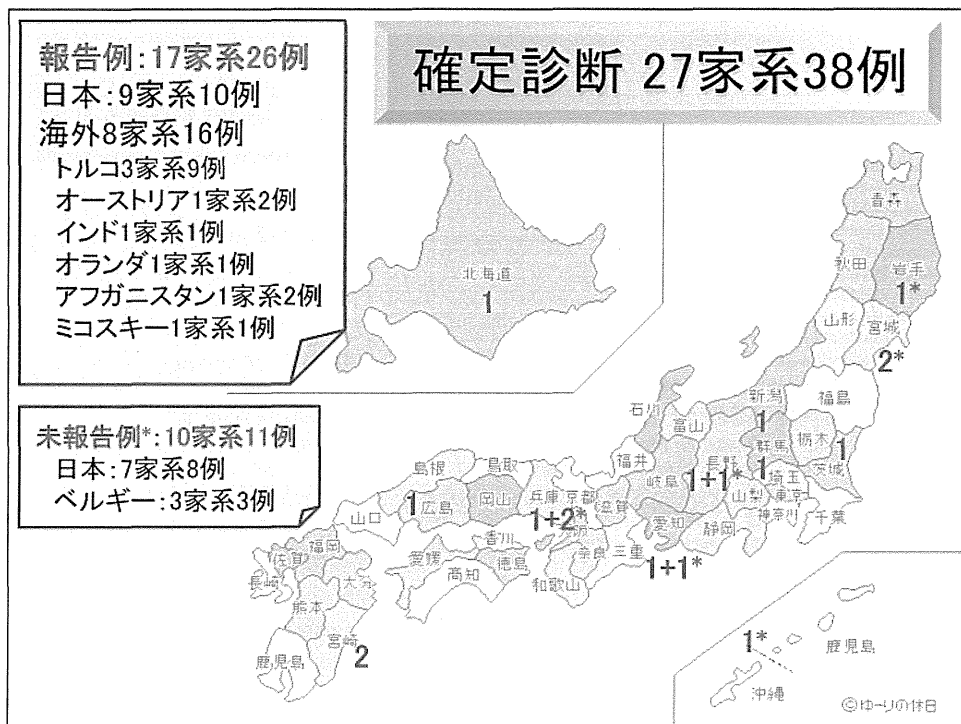 報告例:17家系26例
日本:9家系10例
海外8家系16例
トルコ3家系9例
オーストリア1家系2例
インド1家系1例
オランダ1家系1例
アフガニスタン1家系2例
ミコスキー1家系1例
確定診断 27家系38例
未報告例*:10家系11例
日本:7家系8例
ベルギー:3家系3例
北海道
1
青森
秋田
岩手
1*
山形
宮城
2*
福島
新潟
1
石川
富山
群馬
1
栃木
1
茨城
福井
岐阜
長野
1+1*
埼玉
山梨
東京
神奈川
千葉
静岡
愛知
1+1*
島根
鳥取
兵庫
京都
滋賀
1+2*
三重
奈良
和歌山
山口
広島
1
岡山
香川
愛媛
徳島
高知
福岡
佐賀
長崎
大分
熊本
宮崎
2
鹿児島
1*
鹿児島
沖縄
©ゆーりの休日